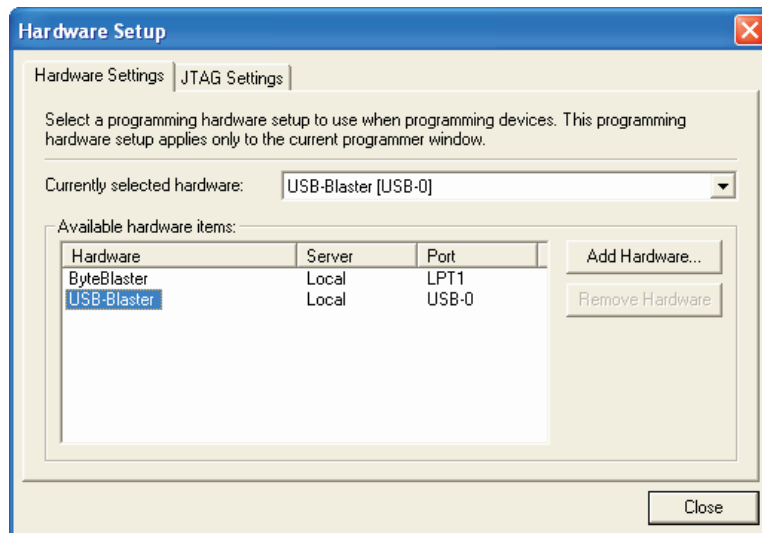 Hardware Setup
Hardware Settings JTAG Settings
Select a programming hardware setup to use when programming devices. This programming
hardware setup applies only to the current programmer window.
Currently selected hardware: USB-Blaster [USB-0]
Available hardware items:
Hardware Server Port
Add Hardware...
ByteBlaster Local LPT1
USB-Blaster Local USB-0
Remove Hardware
Close